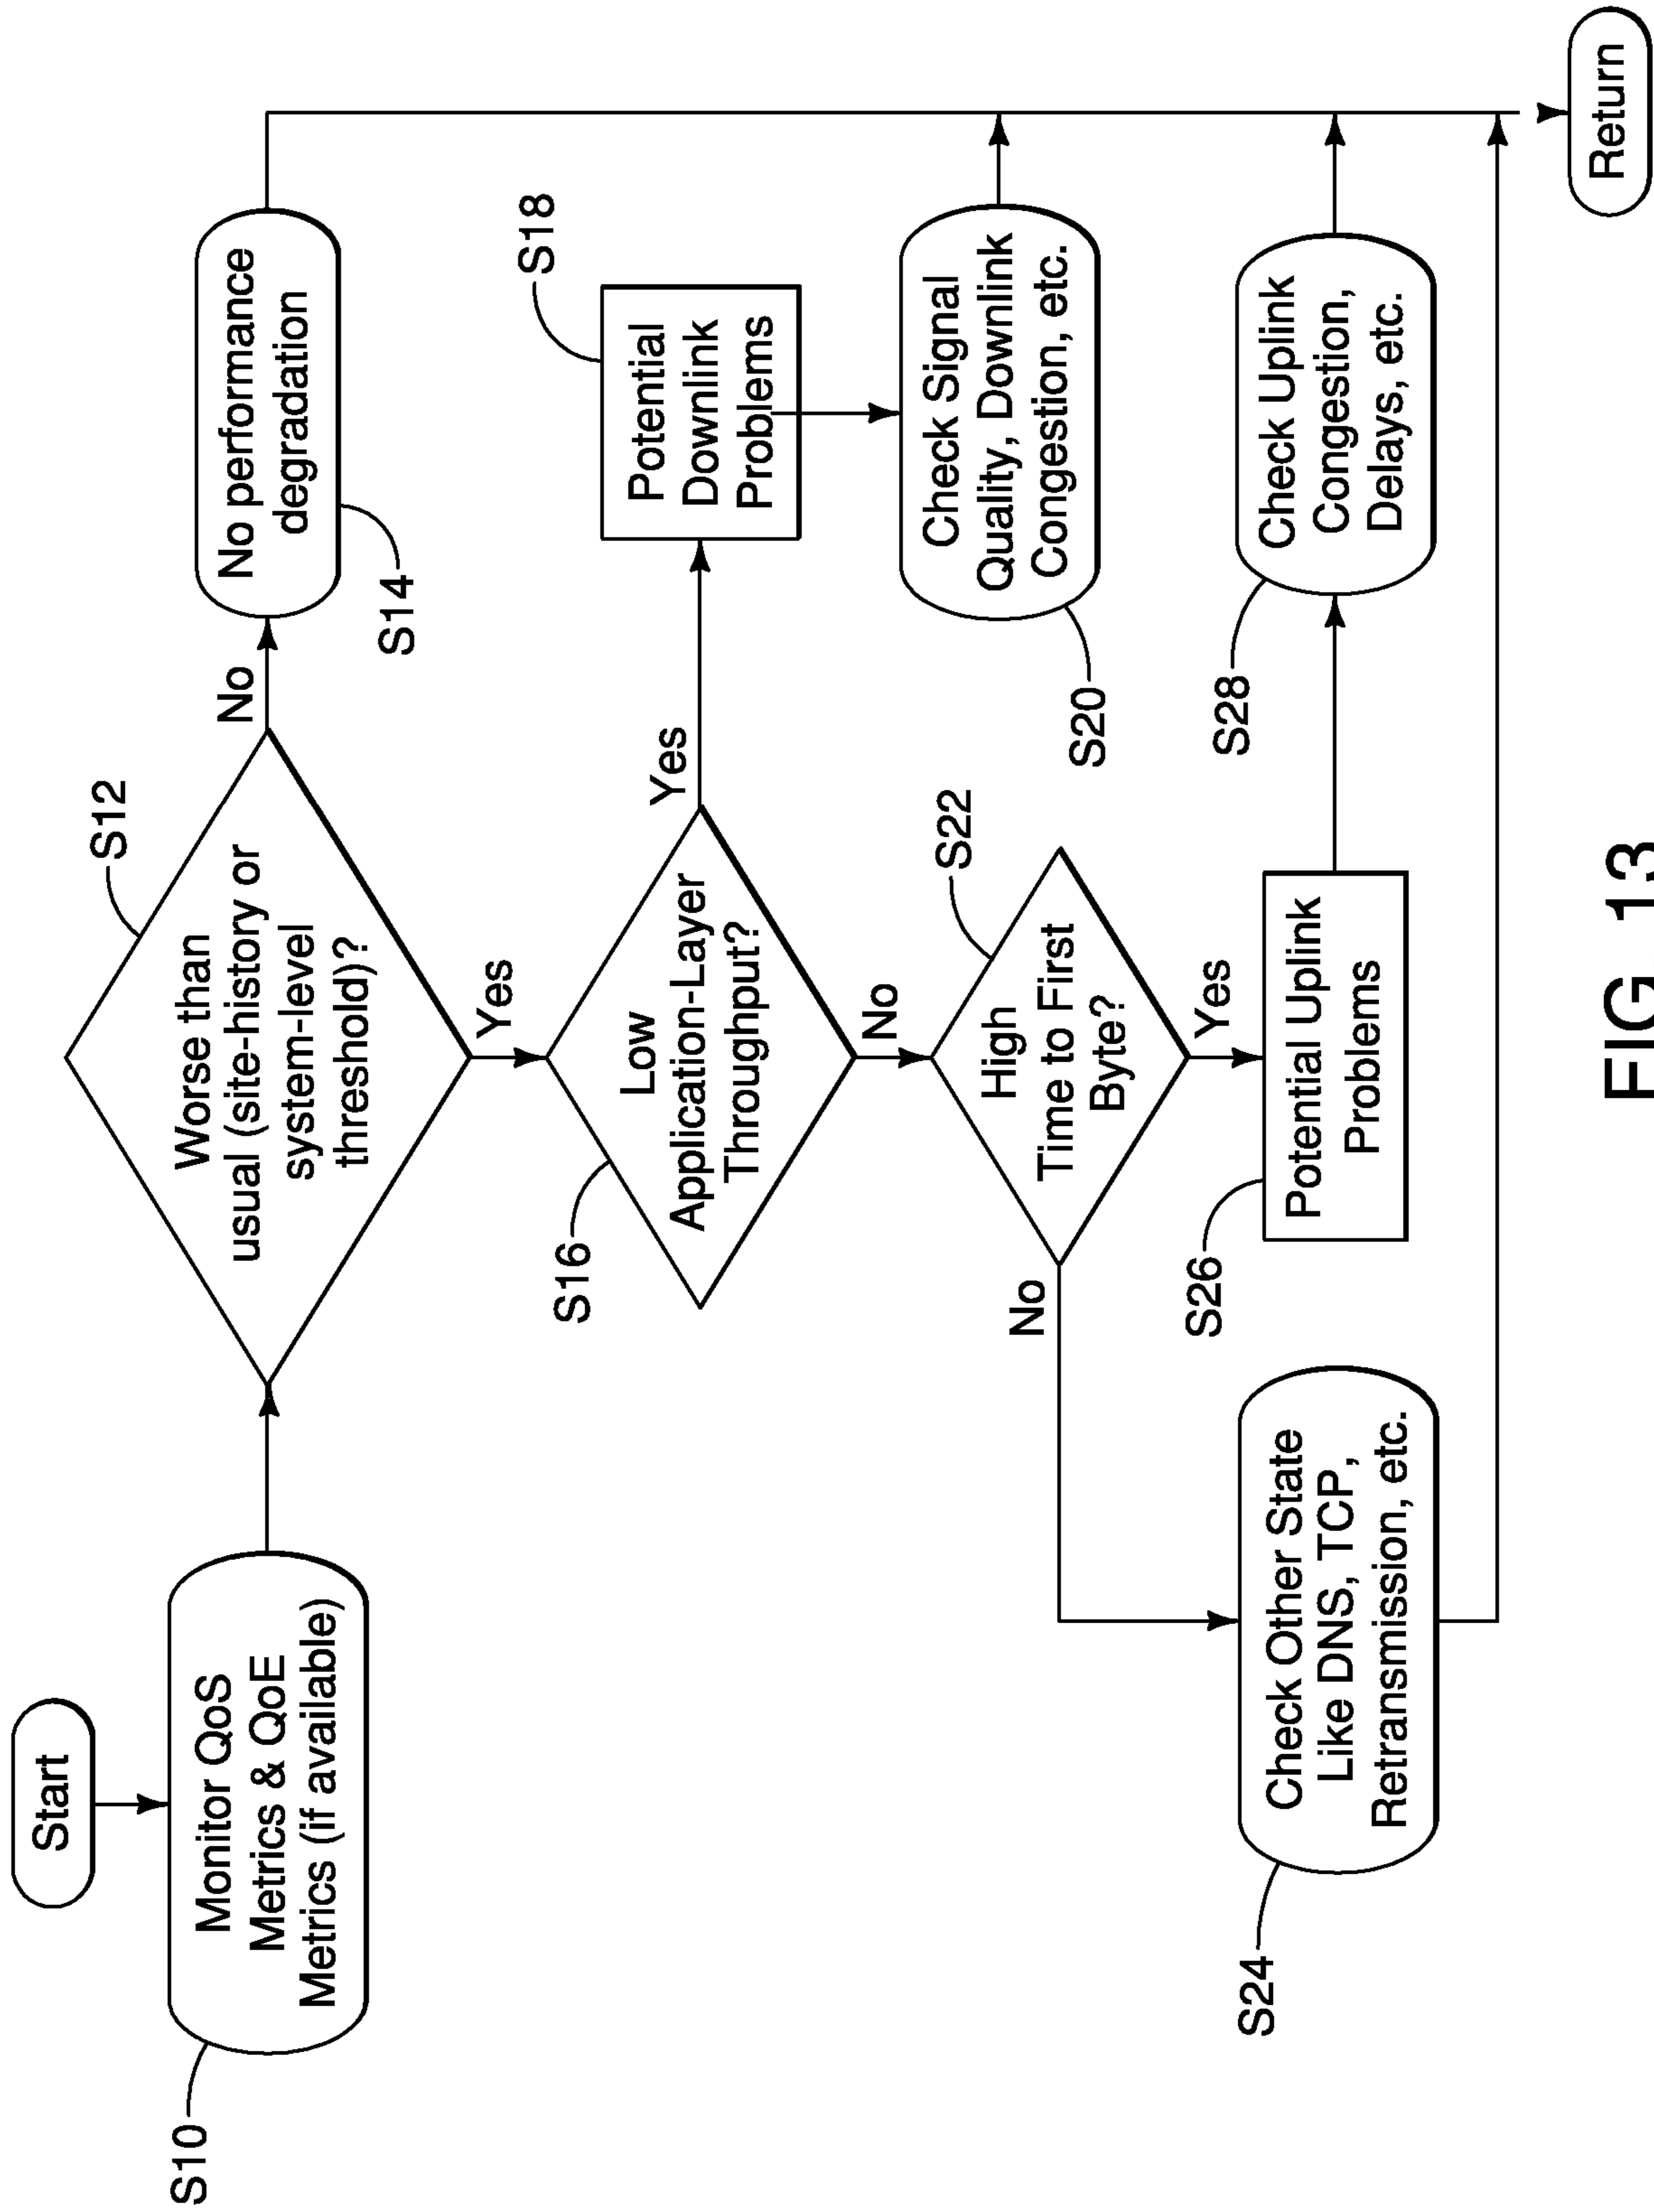 Start
S10
Monitor QoS
Metrics & QoE
Metrics (if available)
S12
Worse than
usual (site-history or
system-level
threshold)?
No
No performance
degradation
S14
Yes
S16
Low
Application-Layer
Throughput?
Yes
S18
Potential
Downlink
Problems
Check Signal
Quality, Downlink
Congestion, etc.
S20
No
S22
High
Time to First
Byte?
No
S24
Check Other State
Like DNS, TCP,
Retransmission, etc.
Yes
S26
Potential Uplink
Problems
S28
Check Uplink
Congestion,
Delays, etc.
Return
FIG 13